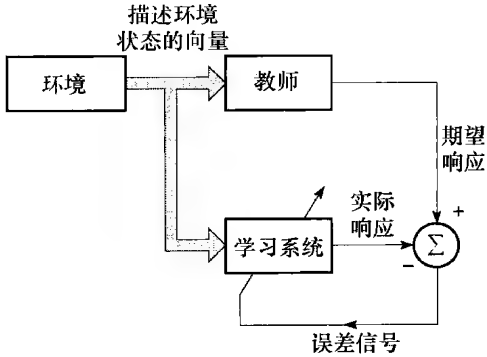 描述环境
状态的向量
环境
教师
期望
响应
实际
响应
+
学习系统
Σ
−
误差信号